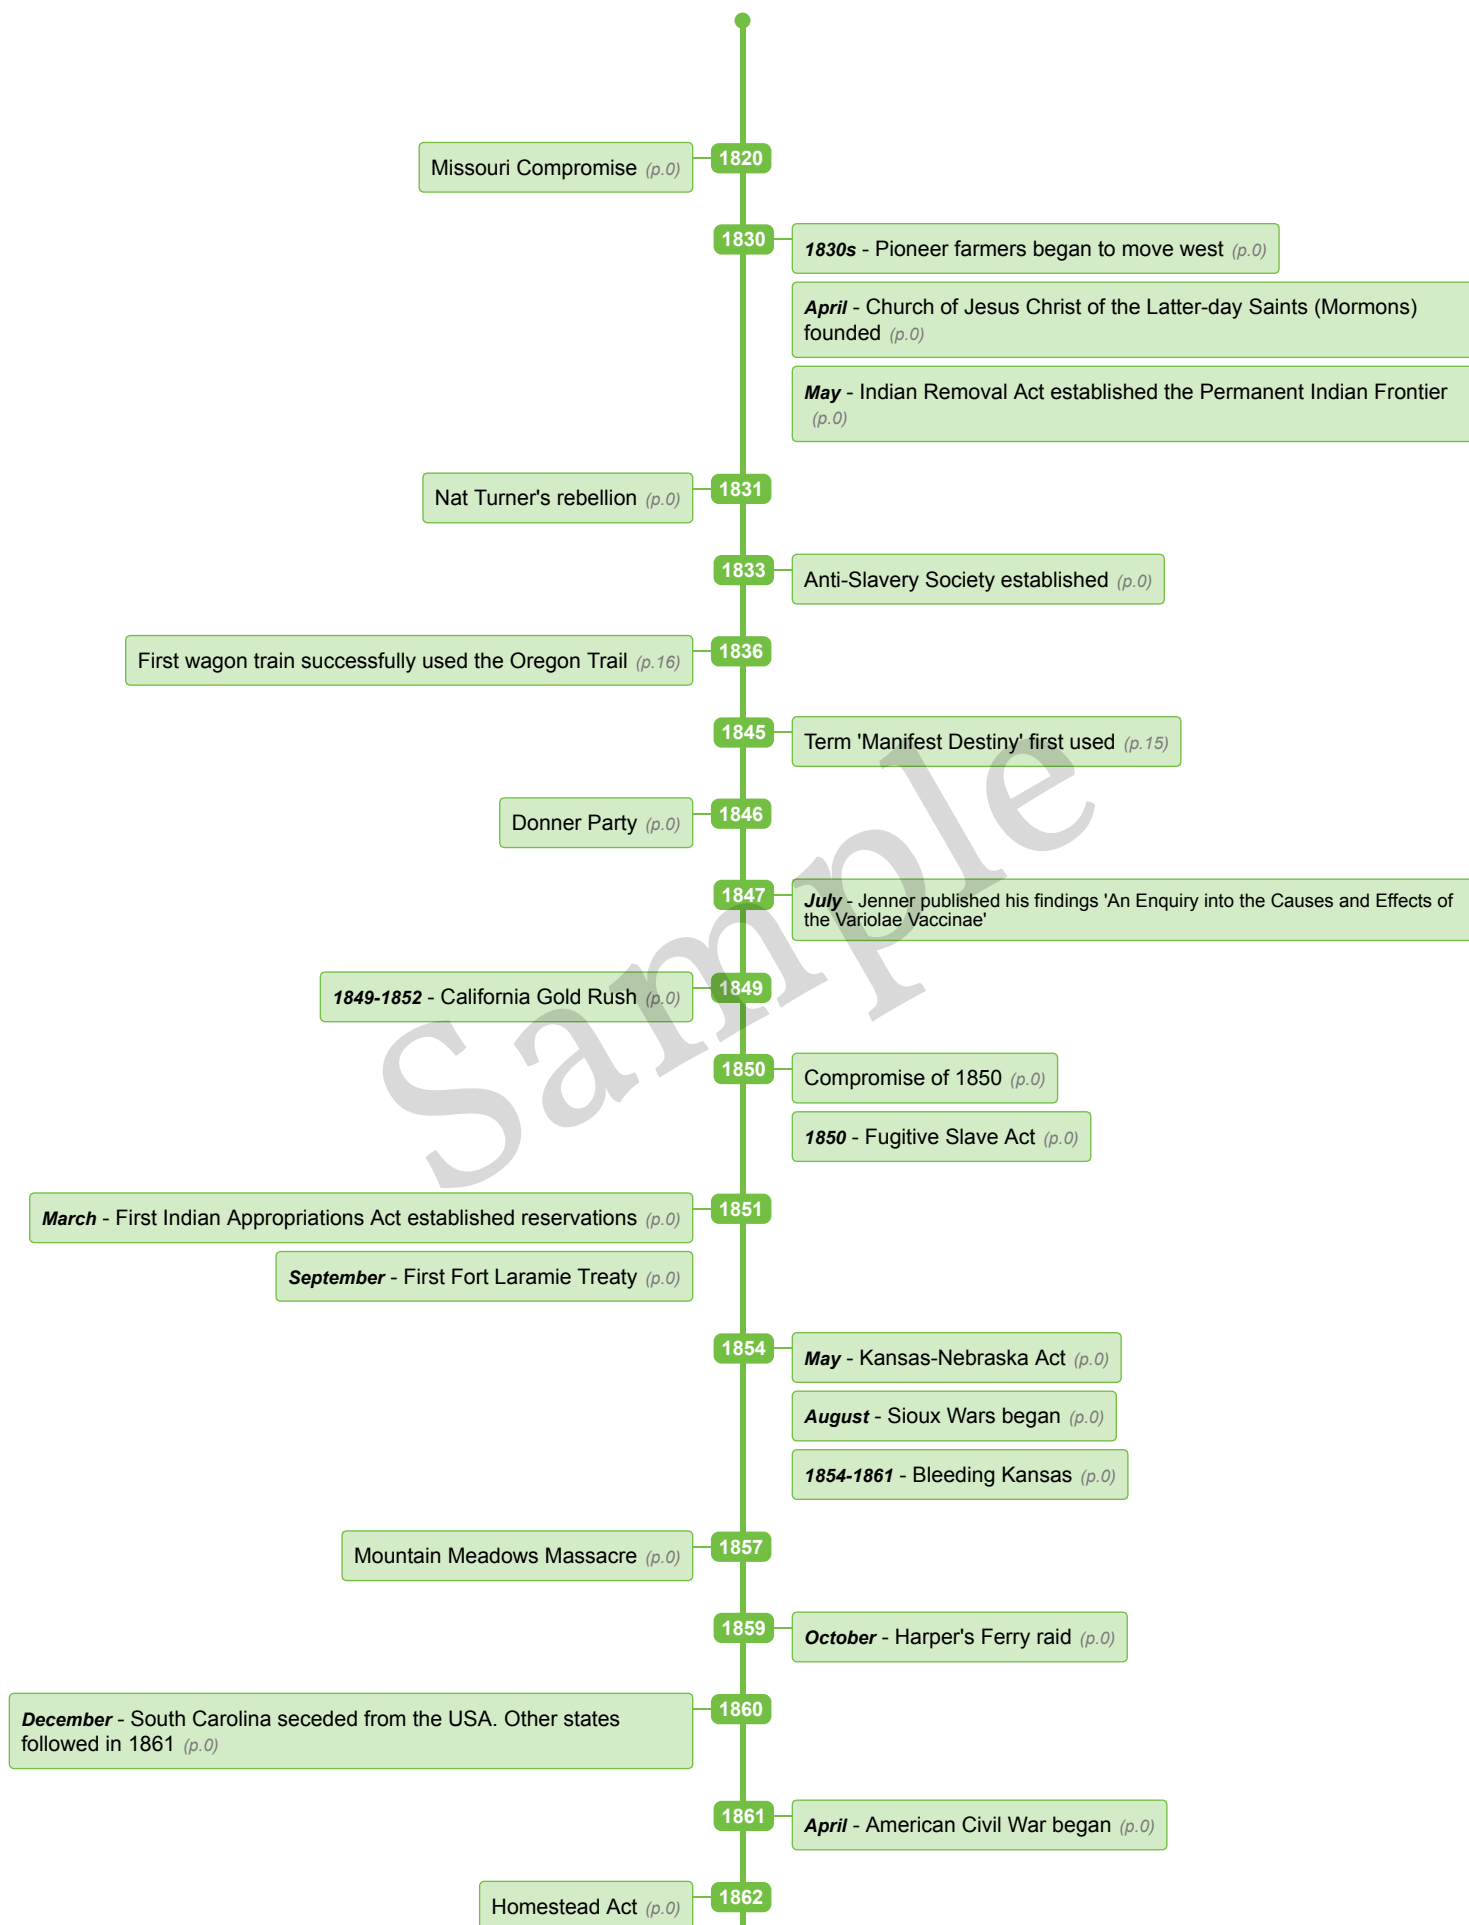 1820
Missouri Compromise (p.0)
1830
1830s - Pioneer farmers began to move west (p.0)
April - Church of Jesus Christ of the Latter-day Saints (Mormons)
founded (p.0)
May - Indian Removal Act established the Permanent Indian Frontier
(p.0)
1831
Nat Turner's rebellion (p.0)
1833
Anti-Slavery Society established (p.0)
1836
First wagon train successfully used the Oregon Trail (p.16)
1845
Term 'Manifest Destiny' first used (p.15)
1846
Donner Party (p.0)
1847
July - Jenner published his findings 'An Enquiry into the Causes and Effects of
the Variolae Vaccinae'
1849
1849-1852 - California Gold Rush (p.0)
1850
Compromise of 1850 (p.0)
1850 - Fugitive Slave Act (p.0)
1851
March - First Indian Appropriations Act established reservations (p.0)
September - First Fort Laramie Treaty (p.0)
1854
May - Kansas-Nebraska Act (p.0)
August - Sioux Wars began (p.0)
1854-1861 - Bleeding Kansas (p.0)
1857
Mountain Meadows Massacre (p.0)
1859
October - Harper's Ferry raid (p.0)
1860
December - South Carolina seceded from the USA. Other states
followed in 1861 (p.0)
1861
April - American Civil War began (p.0)
1862
Homestead Act (p.0)
Sample